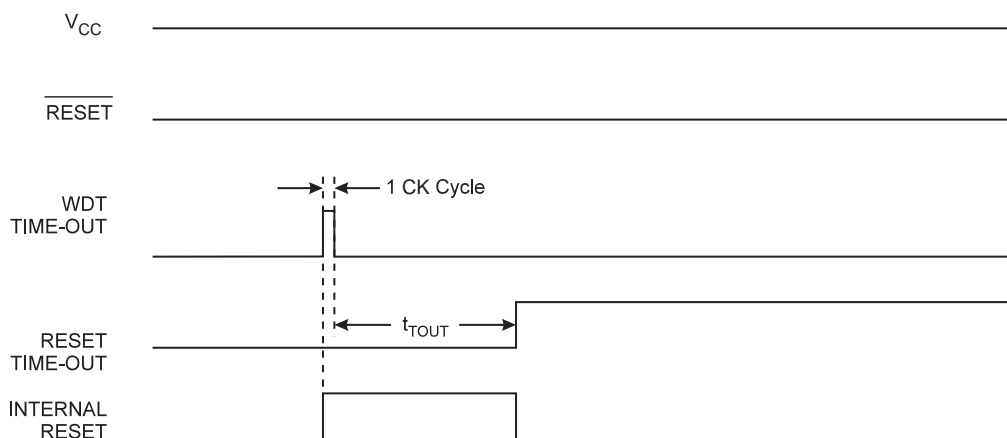 VCC
RESET
1 CK Cycle
WDT
TIME-OUT
tTOUT
RESET
TIME-OUT
INTERNAL
RESET